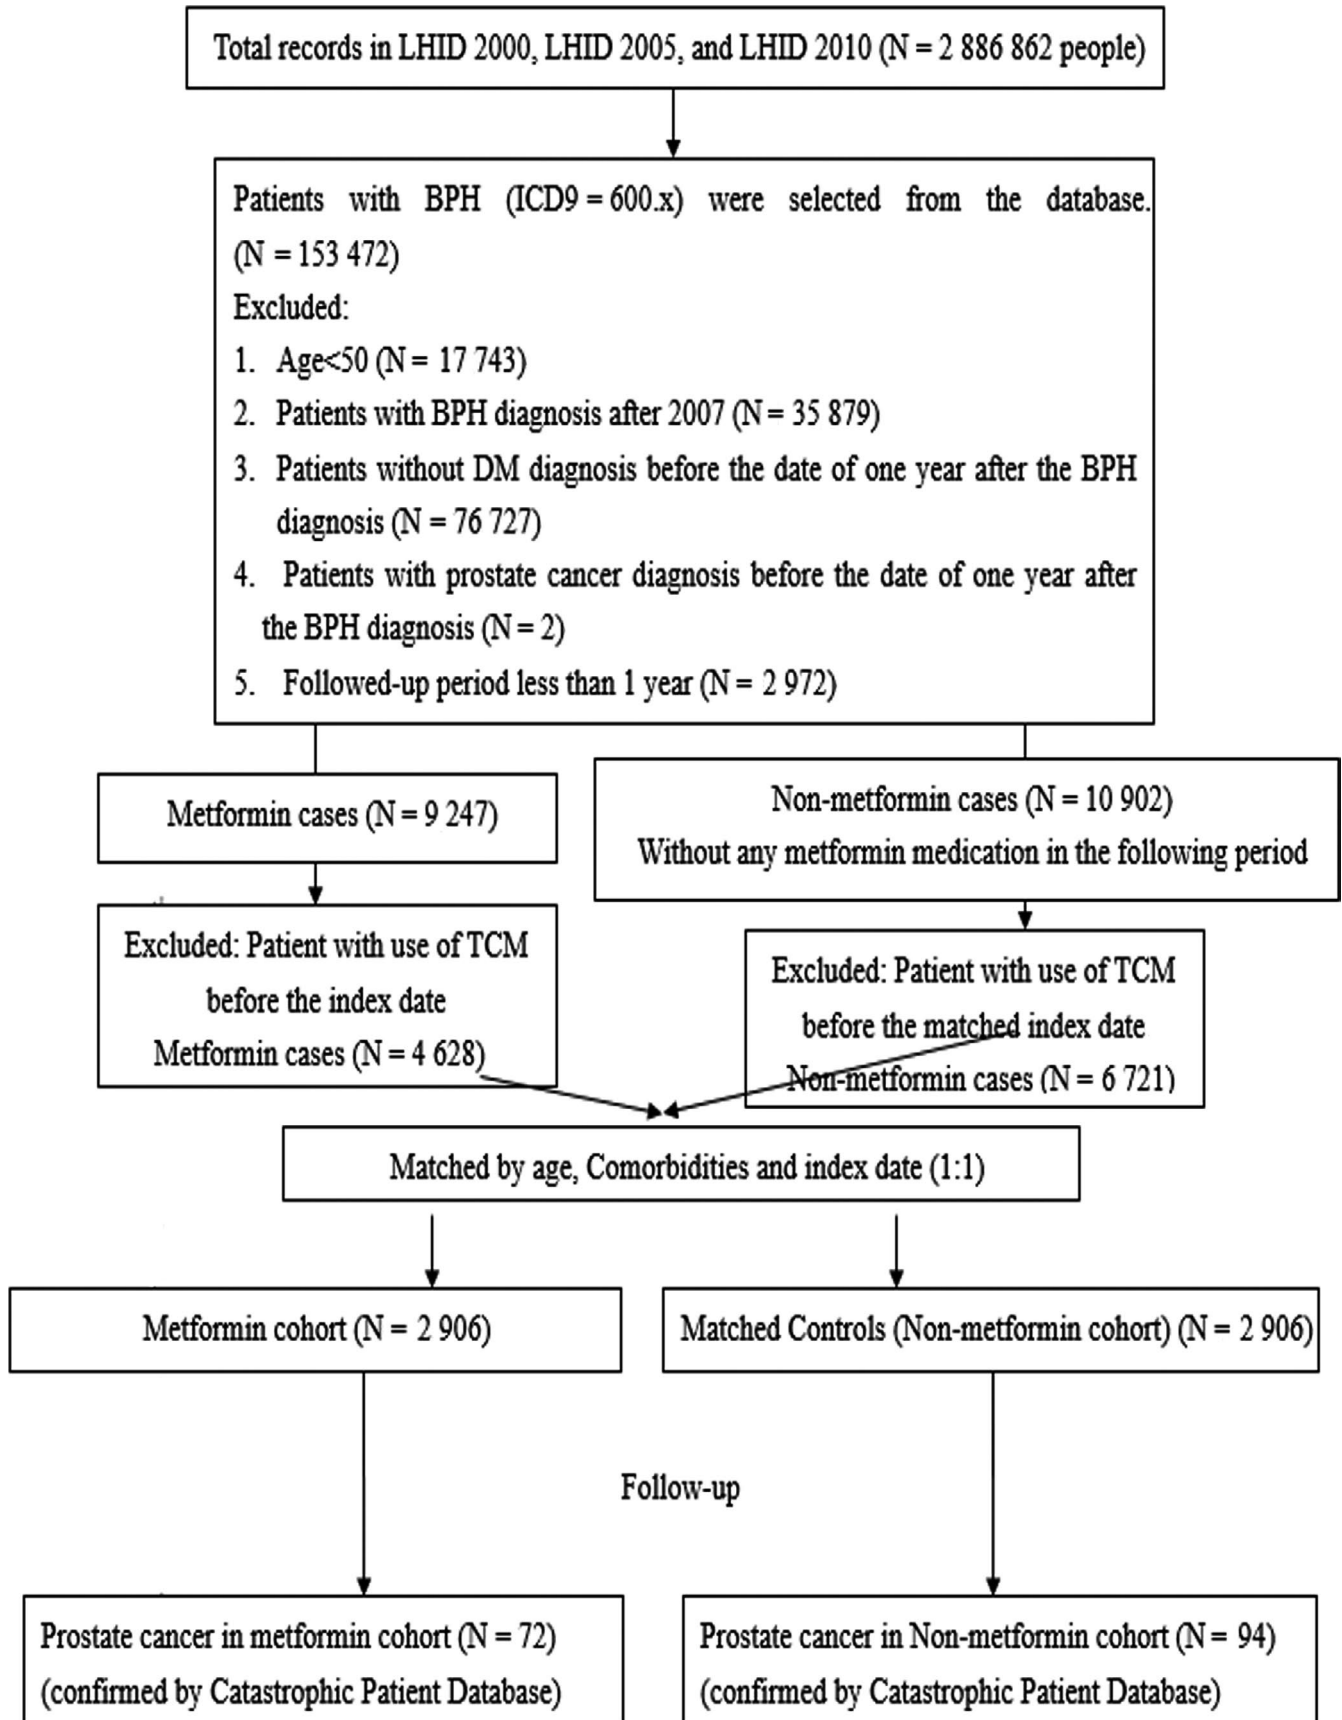 Total records in LHID 2000, LHID 2005, and LHID 2010 (N = 2 886 862 people)
Patients with BPH (ICD9 = 600.x) were selected from the database.
(N = 153 472)
Excluded:
1. Age<50 (N = 17 743)
2. Patients with BPH diagnosis after 2007 (N = 35 879)
3. Patients without DM diagnosis before the date of one year after the BPH
diagnosis (N = 76 727)
4. Patients with prostate cancer diagnosis before the date of one year after
the BPH diagnosis (N = 2)
5. Followed-up period less than 1 year (N = 2 972)
Metformin cases (N = 9 247)
Non-metformin cases (N = 10 902)
Without any metformin medication in the following period
Excluded: Patient with use of TCM
before the index date
Metformin cases (N = 4 628)
Excluded: Patient with use of TCM
before the matched index date
Non-metformin cases (N = 6 721)
Matched by age, Comorbidities and index date (1:1)
Metformin cohort (N = 2 906)
Matched Controls (Non-metformin cohort) (N = 2 906)
Follow-up
Prostate cancer in metformin cohort (N = 72)
(confirmed by Catastrophic Patient Database)
Prostate cancer in Non-metformin cohort (N = 94)
(confirmed by Catastrophic Patient Database)